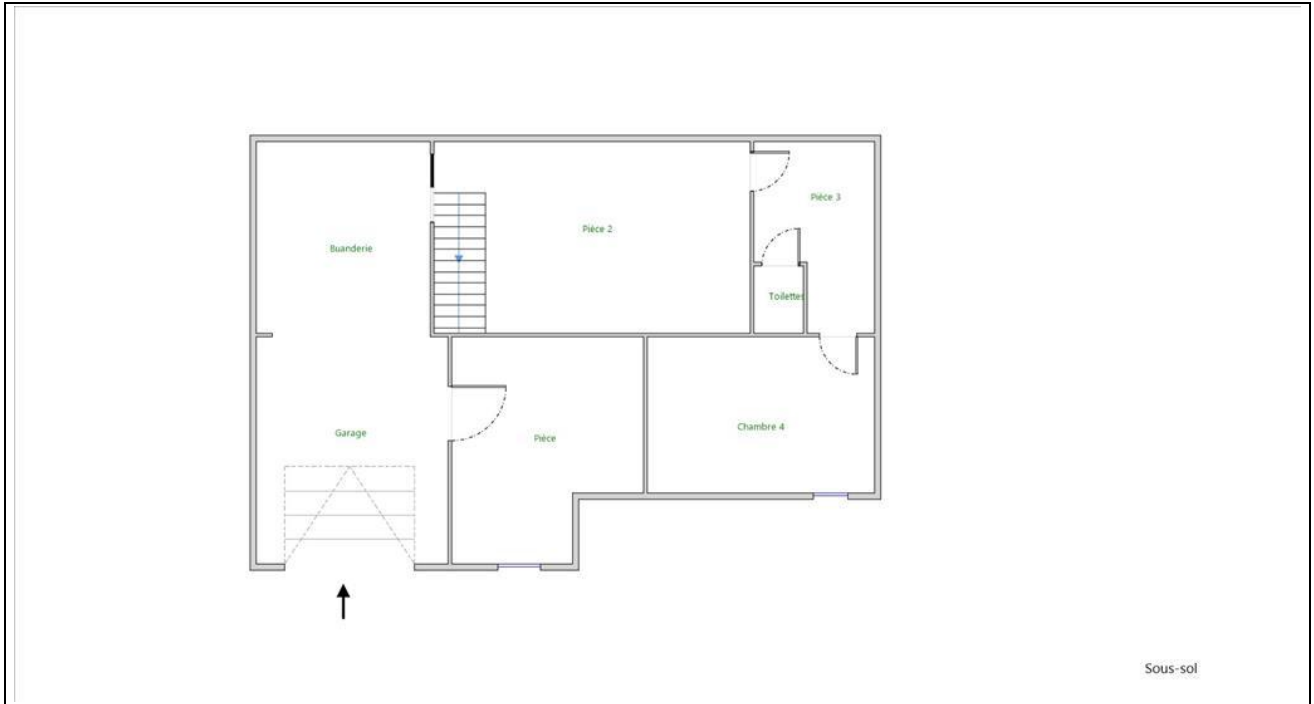 Pièce 3
Pièce 2
Buanderie
Toilettes
Chambre 4
Garage
Pièce
Sous-sol